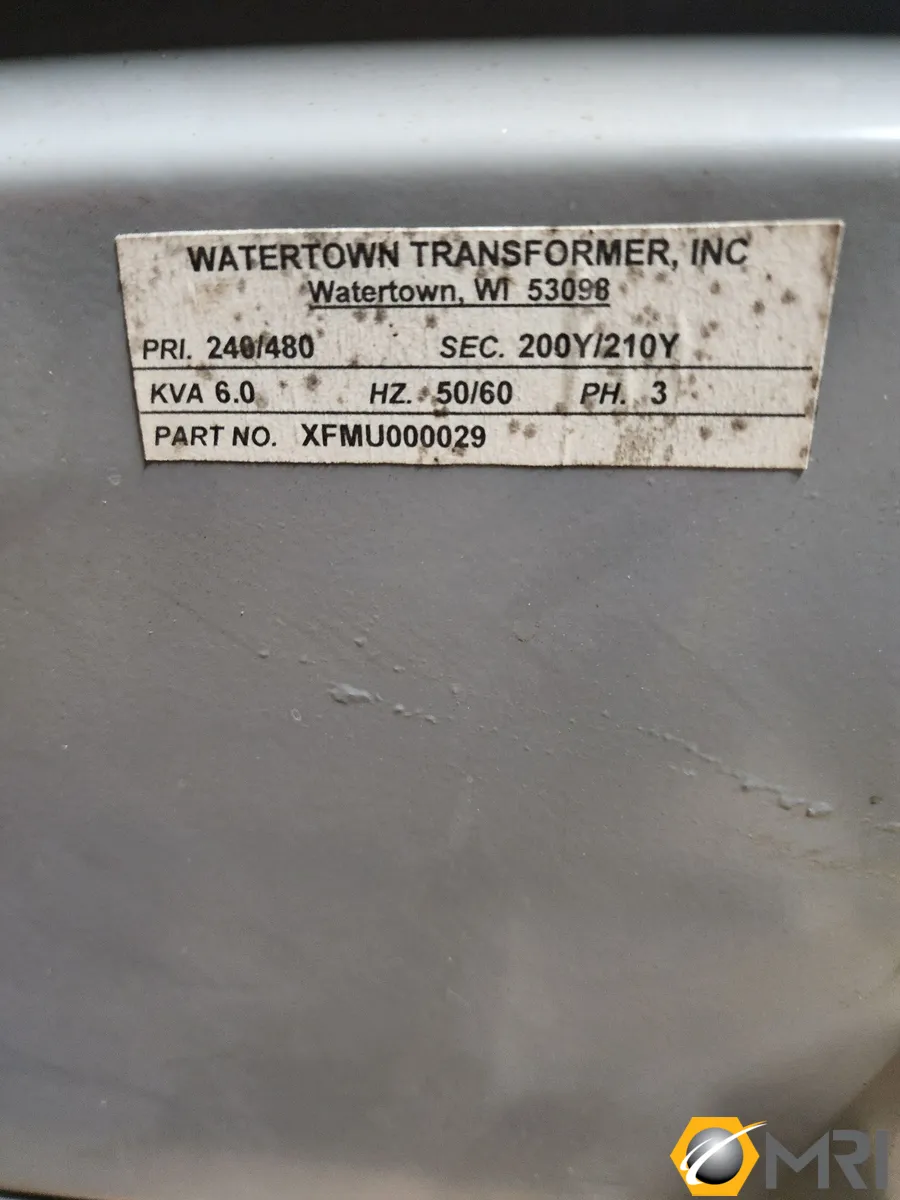 WATERTOWN TRANSFORMER, INC
Watertown, WI 53098
PRI. 240/480 SEC. 200Y/210Y
KVA 6.0 HZ. 50/60 PH. 3
PART NO. XFMU000029
MRI